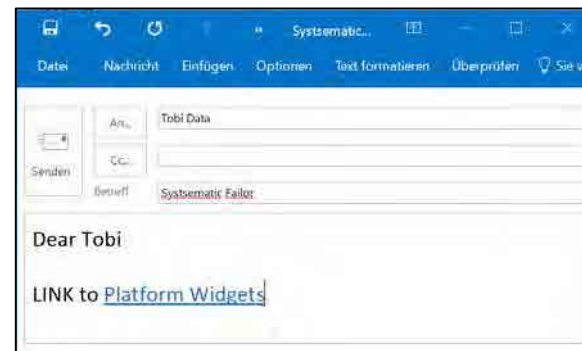 Systsematic...
Datei Nachricht Einfügen Optionen Text formatieren Überprüfen Sie
An... Tobi Data
Cc...
Senden
Betreff Systsematic Failor
Dear Tobi
LINK to Platform Widgets